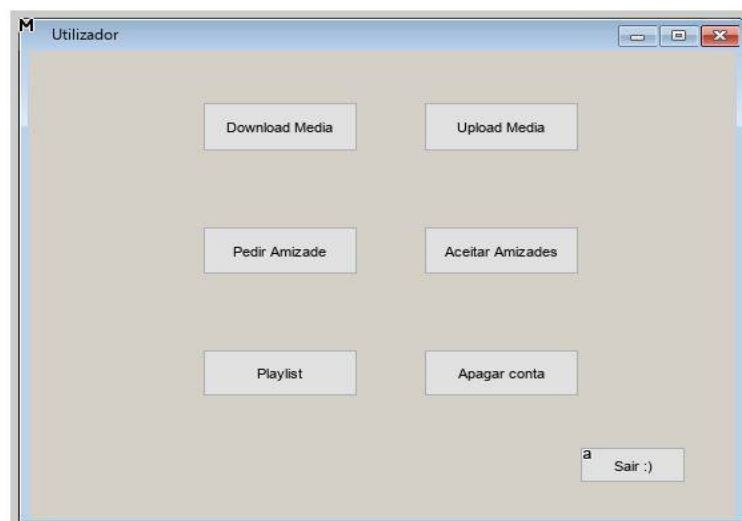 M
Utilizador
Download Media
Upload Media
Pedir Amizade
Aceitar Amizades
Playlist
Apagar conta
a
Sair :)